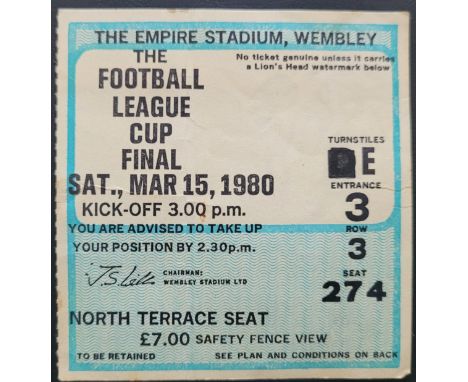 THE EMPIRE STADIUM, WEMBLEY
THE
FOOTBALL
LEAGUE
CUP
FINAL
No ticket genuine unless it carries
a Lion's Head watermark below
SAT., MAR 15, 1980
KICK-OFF 3.00 p.m.
YOU ARE ADVISED TO TAKE UP
YOUR POSITION BY 2.30p.m.
TURNSTILES
E
ENTRANCE
3
ROW
3
SEAT
274
CHAIRMAN:
WEMBLEY STADIUM LTD
NORTH TERRACE SEAT
£7.00 SAFETY FENCE VIEW
TO BE RETAINED
SEE PLAN AND CONDITIONS ON BACK